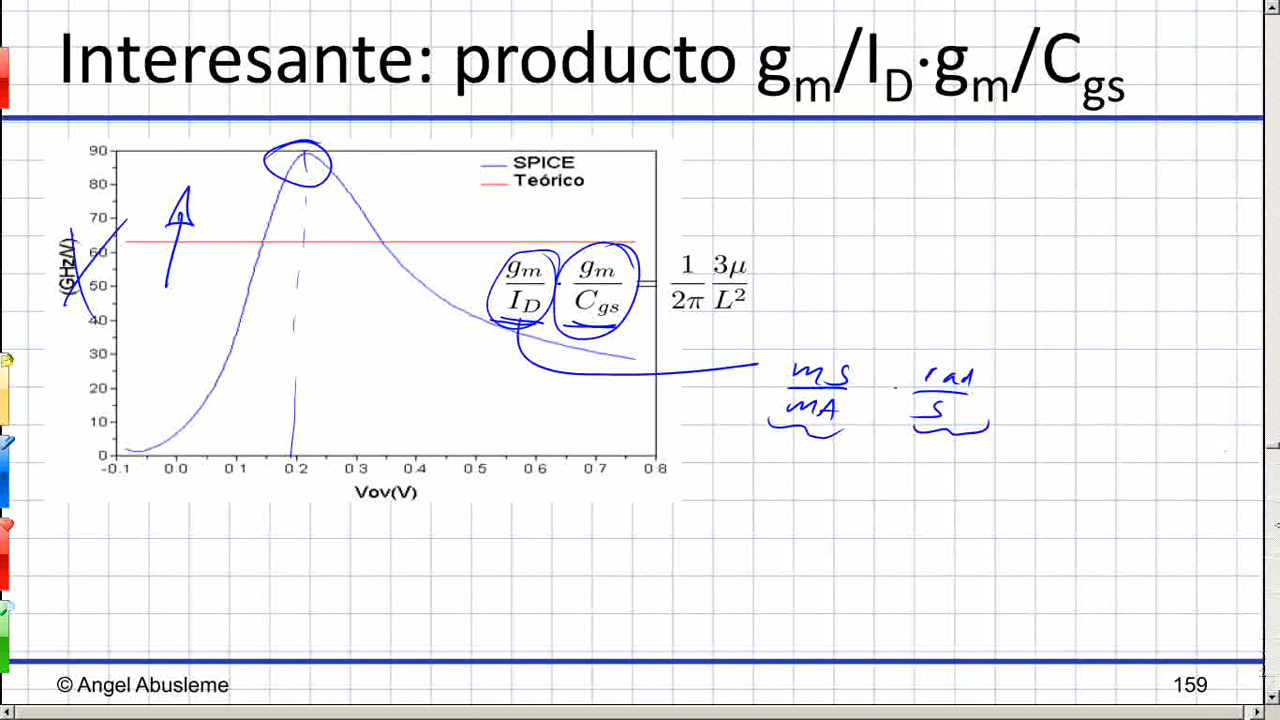 Interesante: producto gm/ID·gm/Cgs
90
80
70
60
50
40
30
20
10
0
(GHz/V)
SPICE
Teórico
gm/ID · gm/Cgs = 1/2π 3μ/L²
mS/mA · rad/s
-0.1 0.0 0.1 0.2 0.3 0.4 0.5 0.6 0.7 0.8
Vov(V)
© Angel Abusleme
159